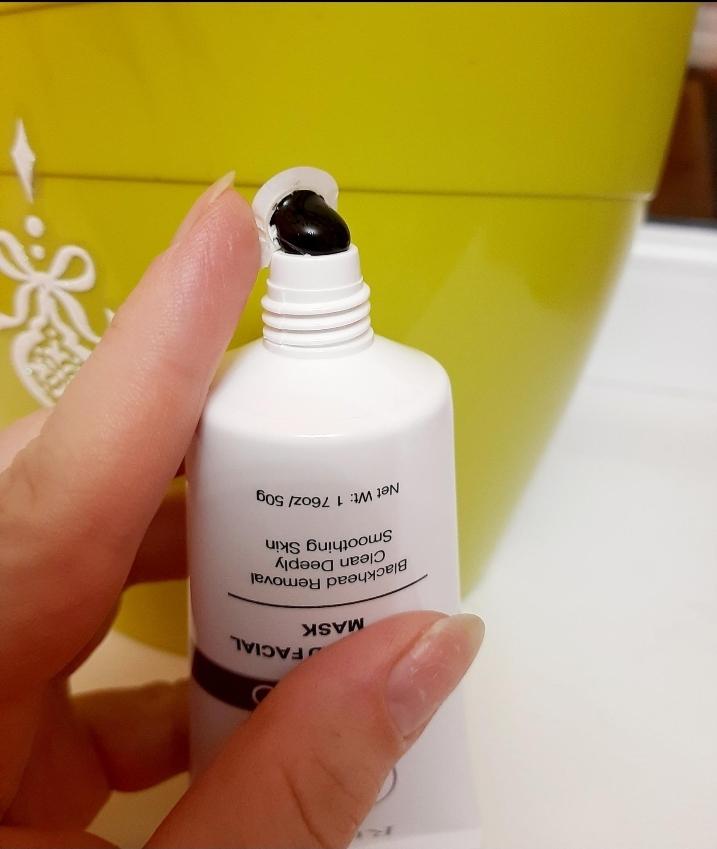 FACIAL
MASK
Blackhead Removal
Clean Deeply
Smoothing Skin
Net Wt: 1 76oz/ 50g